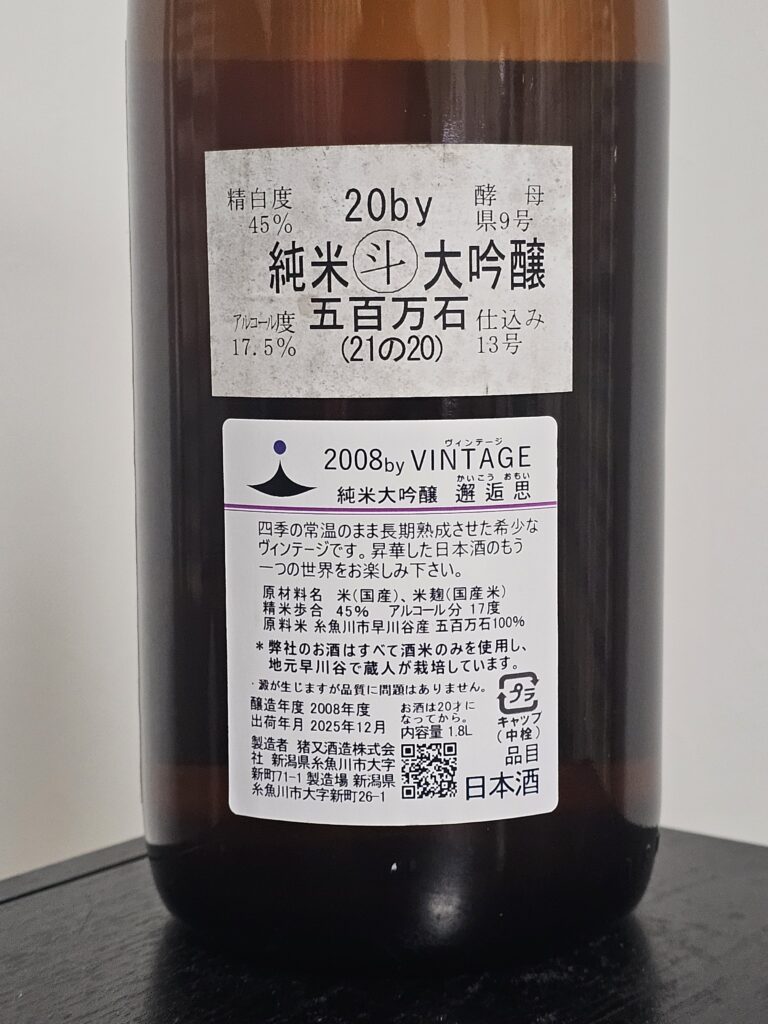 精白度
45%
20by
酵母
県9号
純米斗大吟醸
五百万石
アルコール度
17.5%
(21の20)
仕込み
13号
ヴィンテージ
2008by VINTAGE
かいこう おもい
純米大吟醸 邂逅思
四季の常温のまま長期熟成させた希少な
ヴィンテージです。昇華した日本酒のもう
一つの世界をお楽しみ下さい。
原材料名 米(国産)、米麹(国産米)
精米歩合 45% アルコール分 17度
原料米 糸魚川市早川谷産 五百万石100%
*弊社のお酒はすべて酒米のみを使用し、
地元早川谷で蔵人が栽培しています。
・澱が生じますが品質に問題はありません。
醸造年度 2008年度
出荷年月 2025年12月
お酒は20才に
なってから。
内容量 1.8L
製造者 猪又酒造株式会
社 新潟県糸魚川市大字
新町71-1 製造場 新潟県
糸魚川市大字新町26-1
プラ
キャップ
(中栓)
品目
日本酒